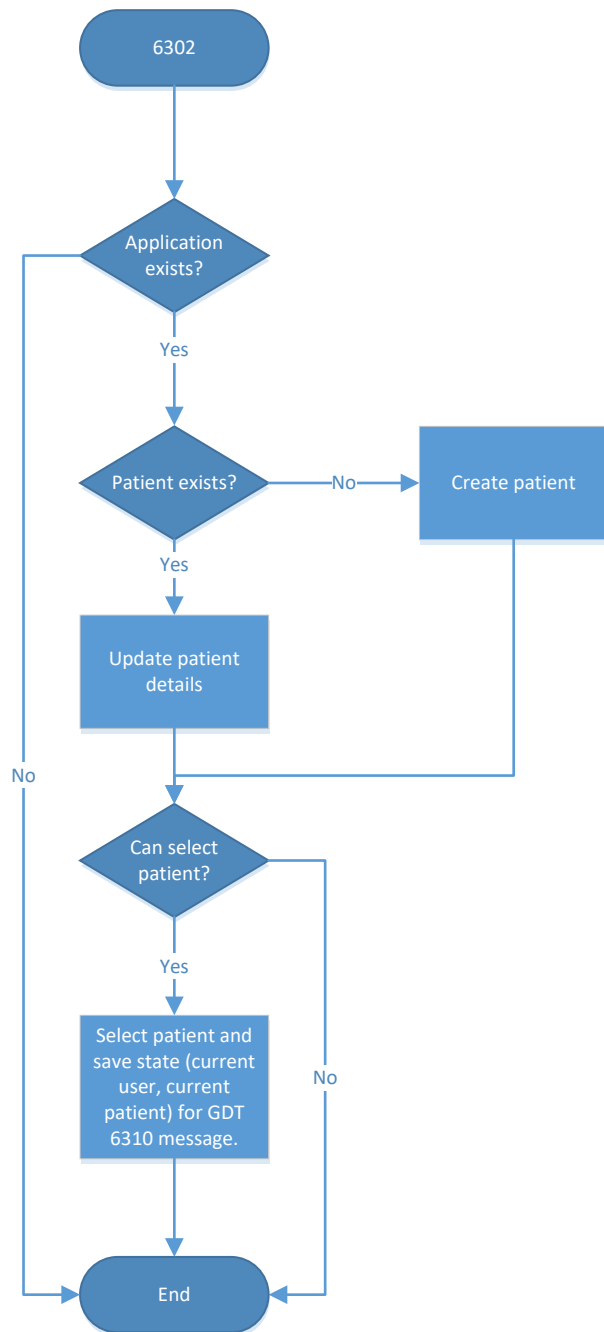 6302
Application
exists?
Yes
Patient exists?
No
Create patient
Yes
Update patient
details
No
Can select
patient?
Yes
Select patient and
save state (current
user, current
patient) for GDT
6310 message.
No
End